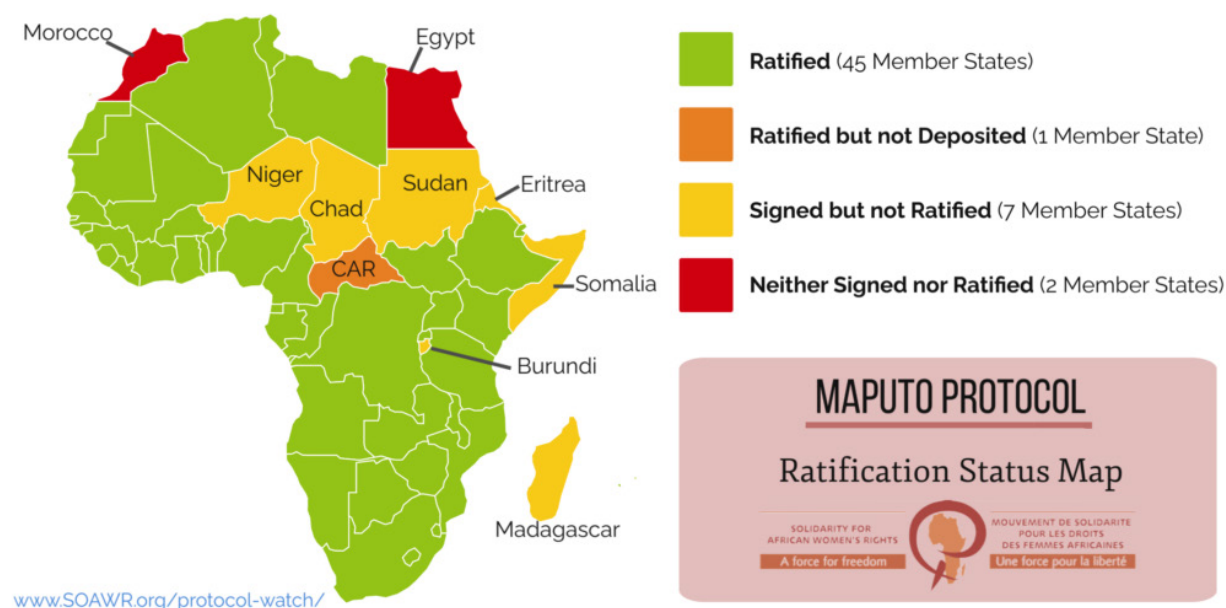 Morocco
Egypt
Niger
Chad
Sudan
Eritrea
CAR
Somalia
Burundi
Madagascar
www.SOAWR.org/protocol-watch/
Ratified (45 Member States)
Ratified but not Deposited (1 Member State)
Signed but not Ratified (7 Member States)
Neither Signed nor Ratified (2 Member States)
MAPUTO PROTOCOL
Ratification Status Map
SOLIDARITY FOR
AFRICAN WOMEN'S RIGHTS
A force for freedom
MOUVEMENT DE SOLIDARITE
POUR LES DROITS
DES FEMMES AFRICAINES
Une force pour la liberté